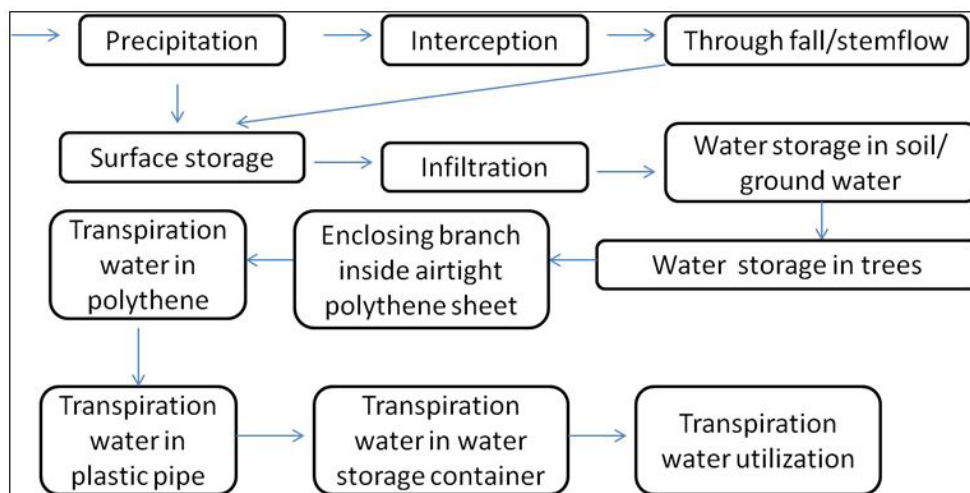 Precipitation
Interception
Through fall/stemflow
Surface storage
Infiltration
Water storage in soil/
ground water
Transpiration
water in
polythene
Enclosing branch
inside airtight
polythene sheet
Water storage in trees
Transpiration
water in
plastic pipe
Transpiration
water in water
storage container
Transpiration
water utilization